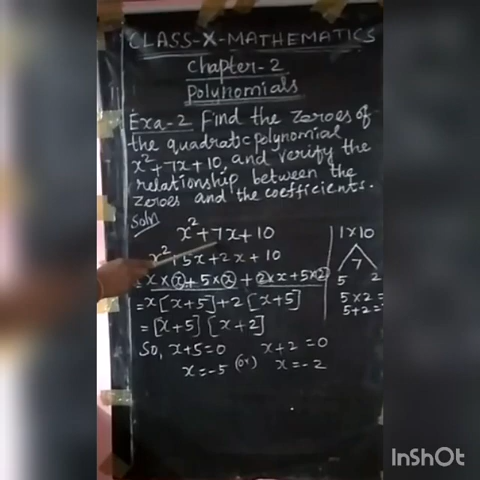 CLASS-X-MATHEMATICS
Chapter-2
Polynomials
Exa-2 Find the zeroes of
the quadratic polynomial
x²+7x+10, and verify the
relationship between the
zeroes and the coefficients.
Soln
x²+7x+10
x²+5x+2x+10
=x×x+5×x+2×x+5×2
=x[x+5]+2[x+5]
=[x+5][x+2]
So, x+5=0 x+2=0
x=-5 (or) x=-2
1×10
7
5 2
5×2=
5+2=
InShOt